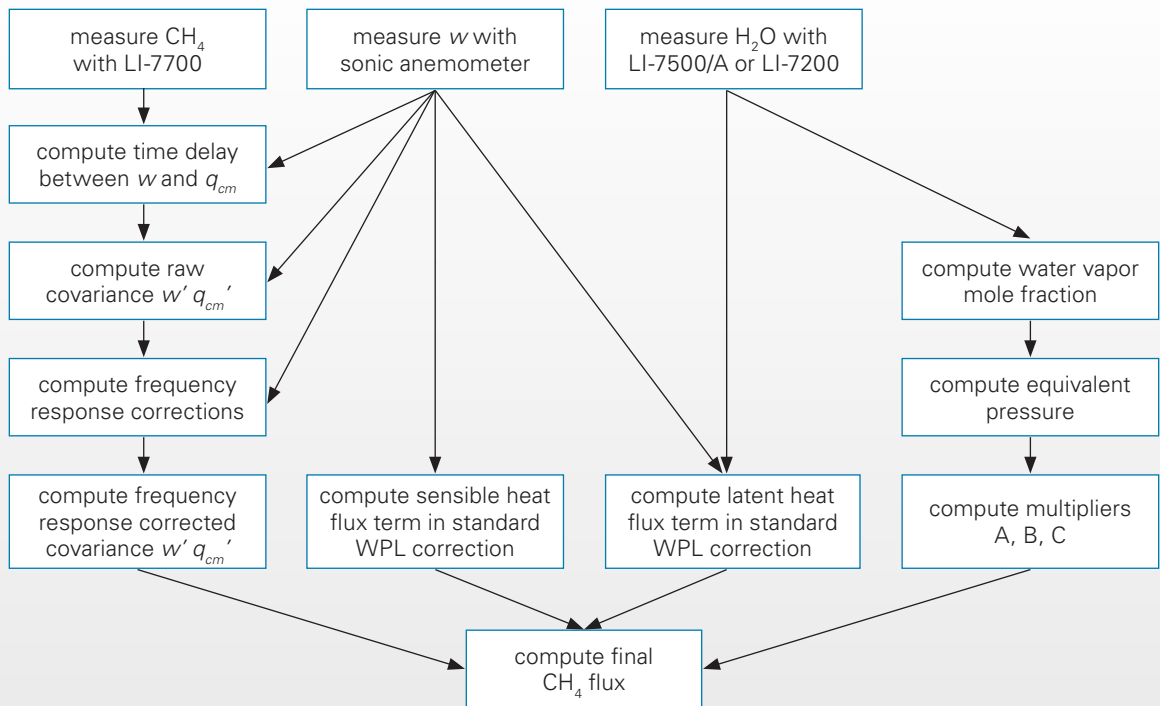 measure CH₄
with LI-7700
measure w with
sonic anemometer
measure H₂O with
LI-7500/A or LI-7200
compute time delay
between w and q_cm
compute raw
covariance w' q_cm'
compute water vapor
mole fraction
compute frequency
response corrections
compute equivalent
pressure
compute frequency
response corrected
covariance w' q_cm'
compute sensible heat
flux term in standard
WPL correction
compute latent heat
flux term in standard
WPL correction
compute multipliers
A, B, C
compute final
CH₄ flux